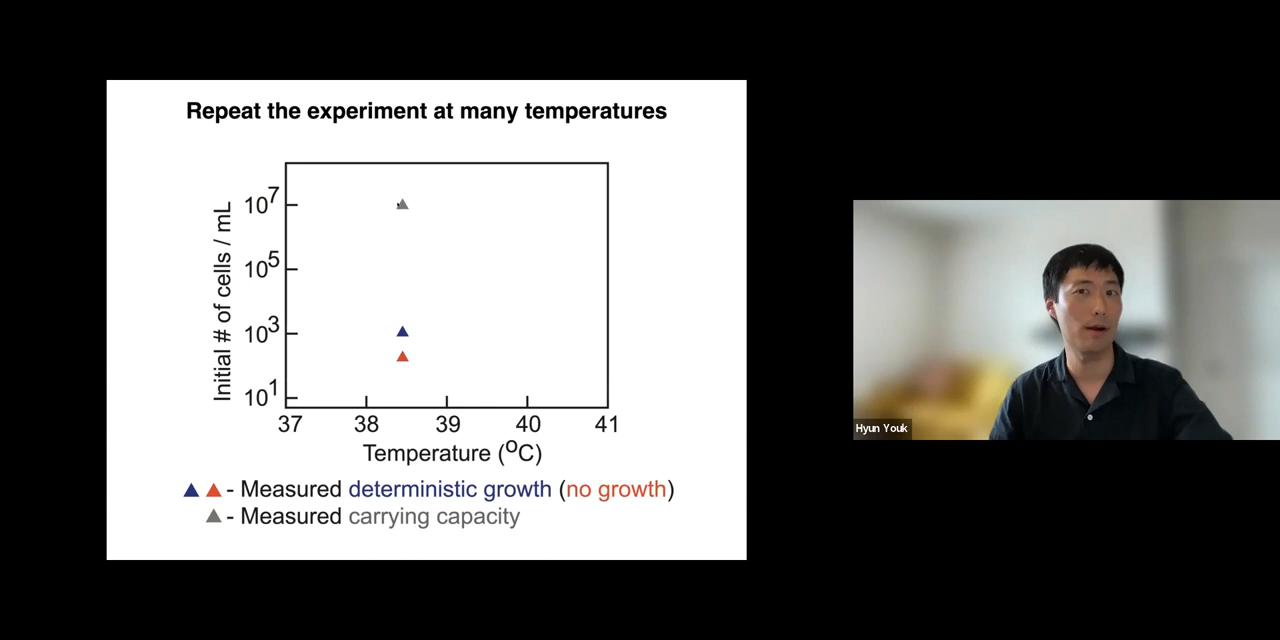 Repeat the experiment at many temperatures
Initial # of cells / mL
10^7
10^5
10^3
10^1
37 38 39 40 41
Temperature (ºC)
- Measured deterministic growth (no growth)
- Measured carrying capacity
Hyun Youk